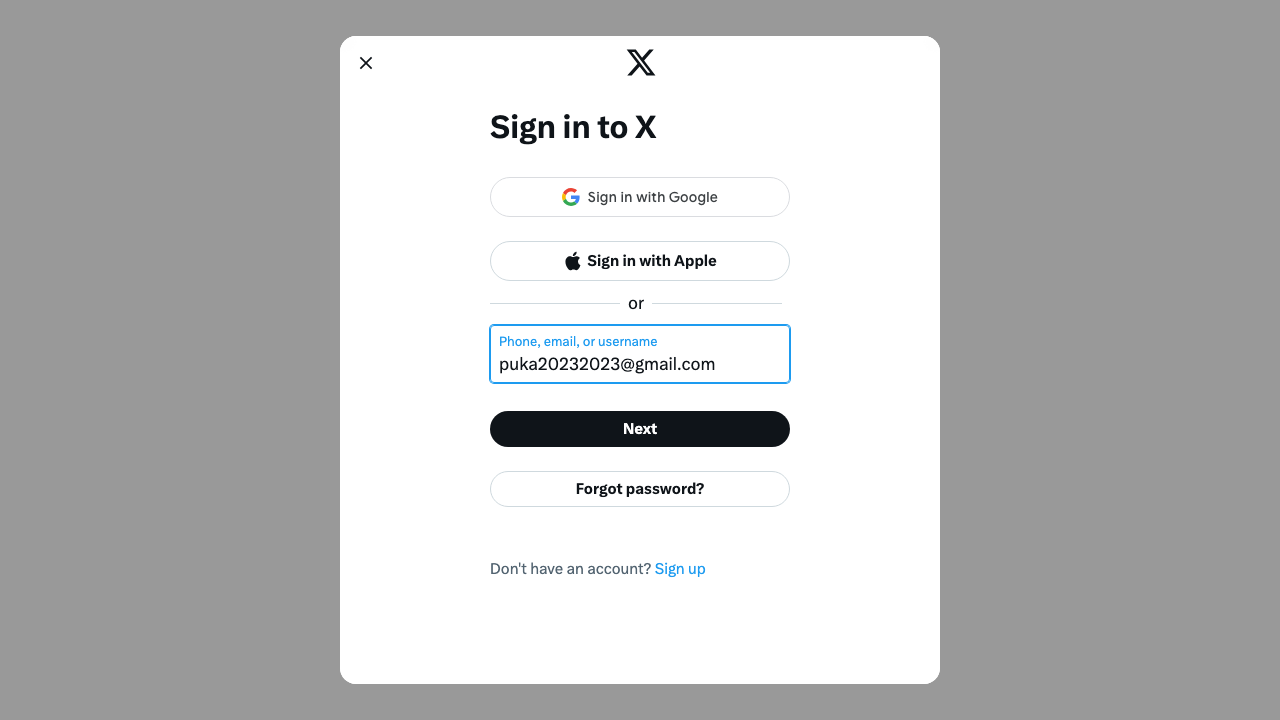 Sign in to X
Sign in with Google
Sign in with Apple
or
Phone, email, or username
puka20232023@gmail.com
Next
Forgot password?
Don't have an account? Sign up